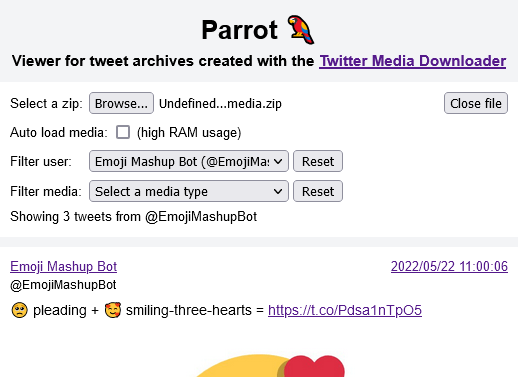 Parrot 🦜
Viewer for tweet archives created with the Twitter Media Downloader
Select a zip: Browse... Undefined...media.zip Close file
Auto load media: (high RAM usage)
Filter user: Emoji Mashup Bot (@EmojiMas Reset
Filter media: Select a media type Reset
Showing 3 tweets from @EmojiMashupBot
Emoji Mashup Bot 2022/05/22 11:00:06
@EmojiMashupBot
🥺 pleading + 🥰 smiling-three-hearts = https://t.co/Pdsa1nTpO5